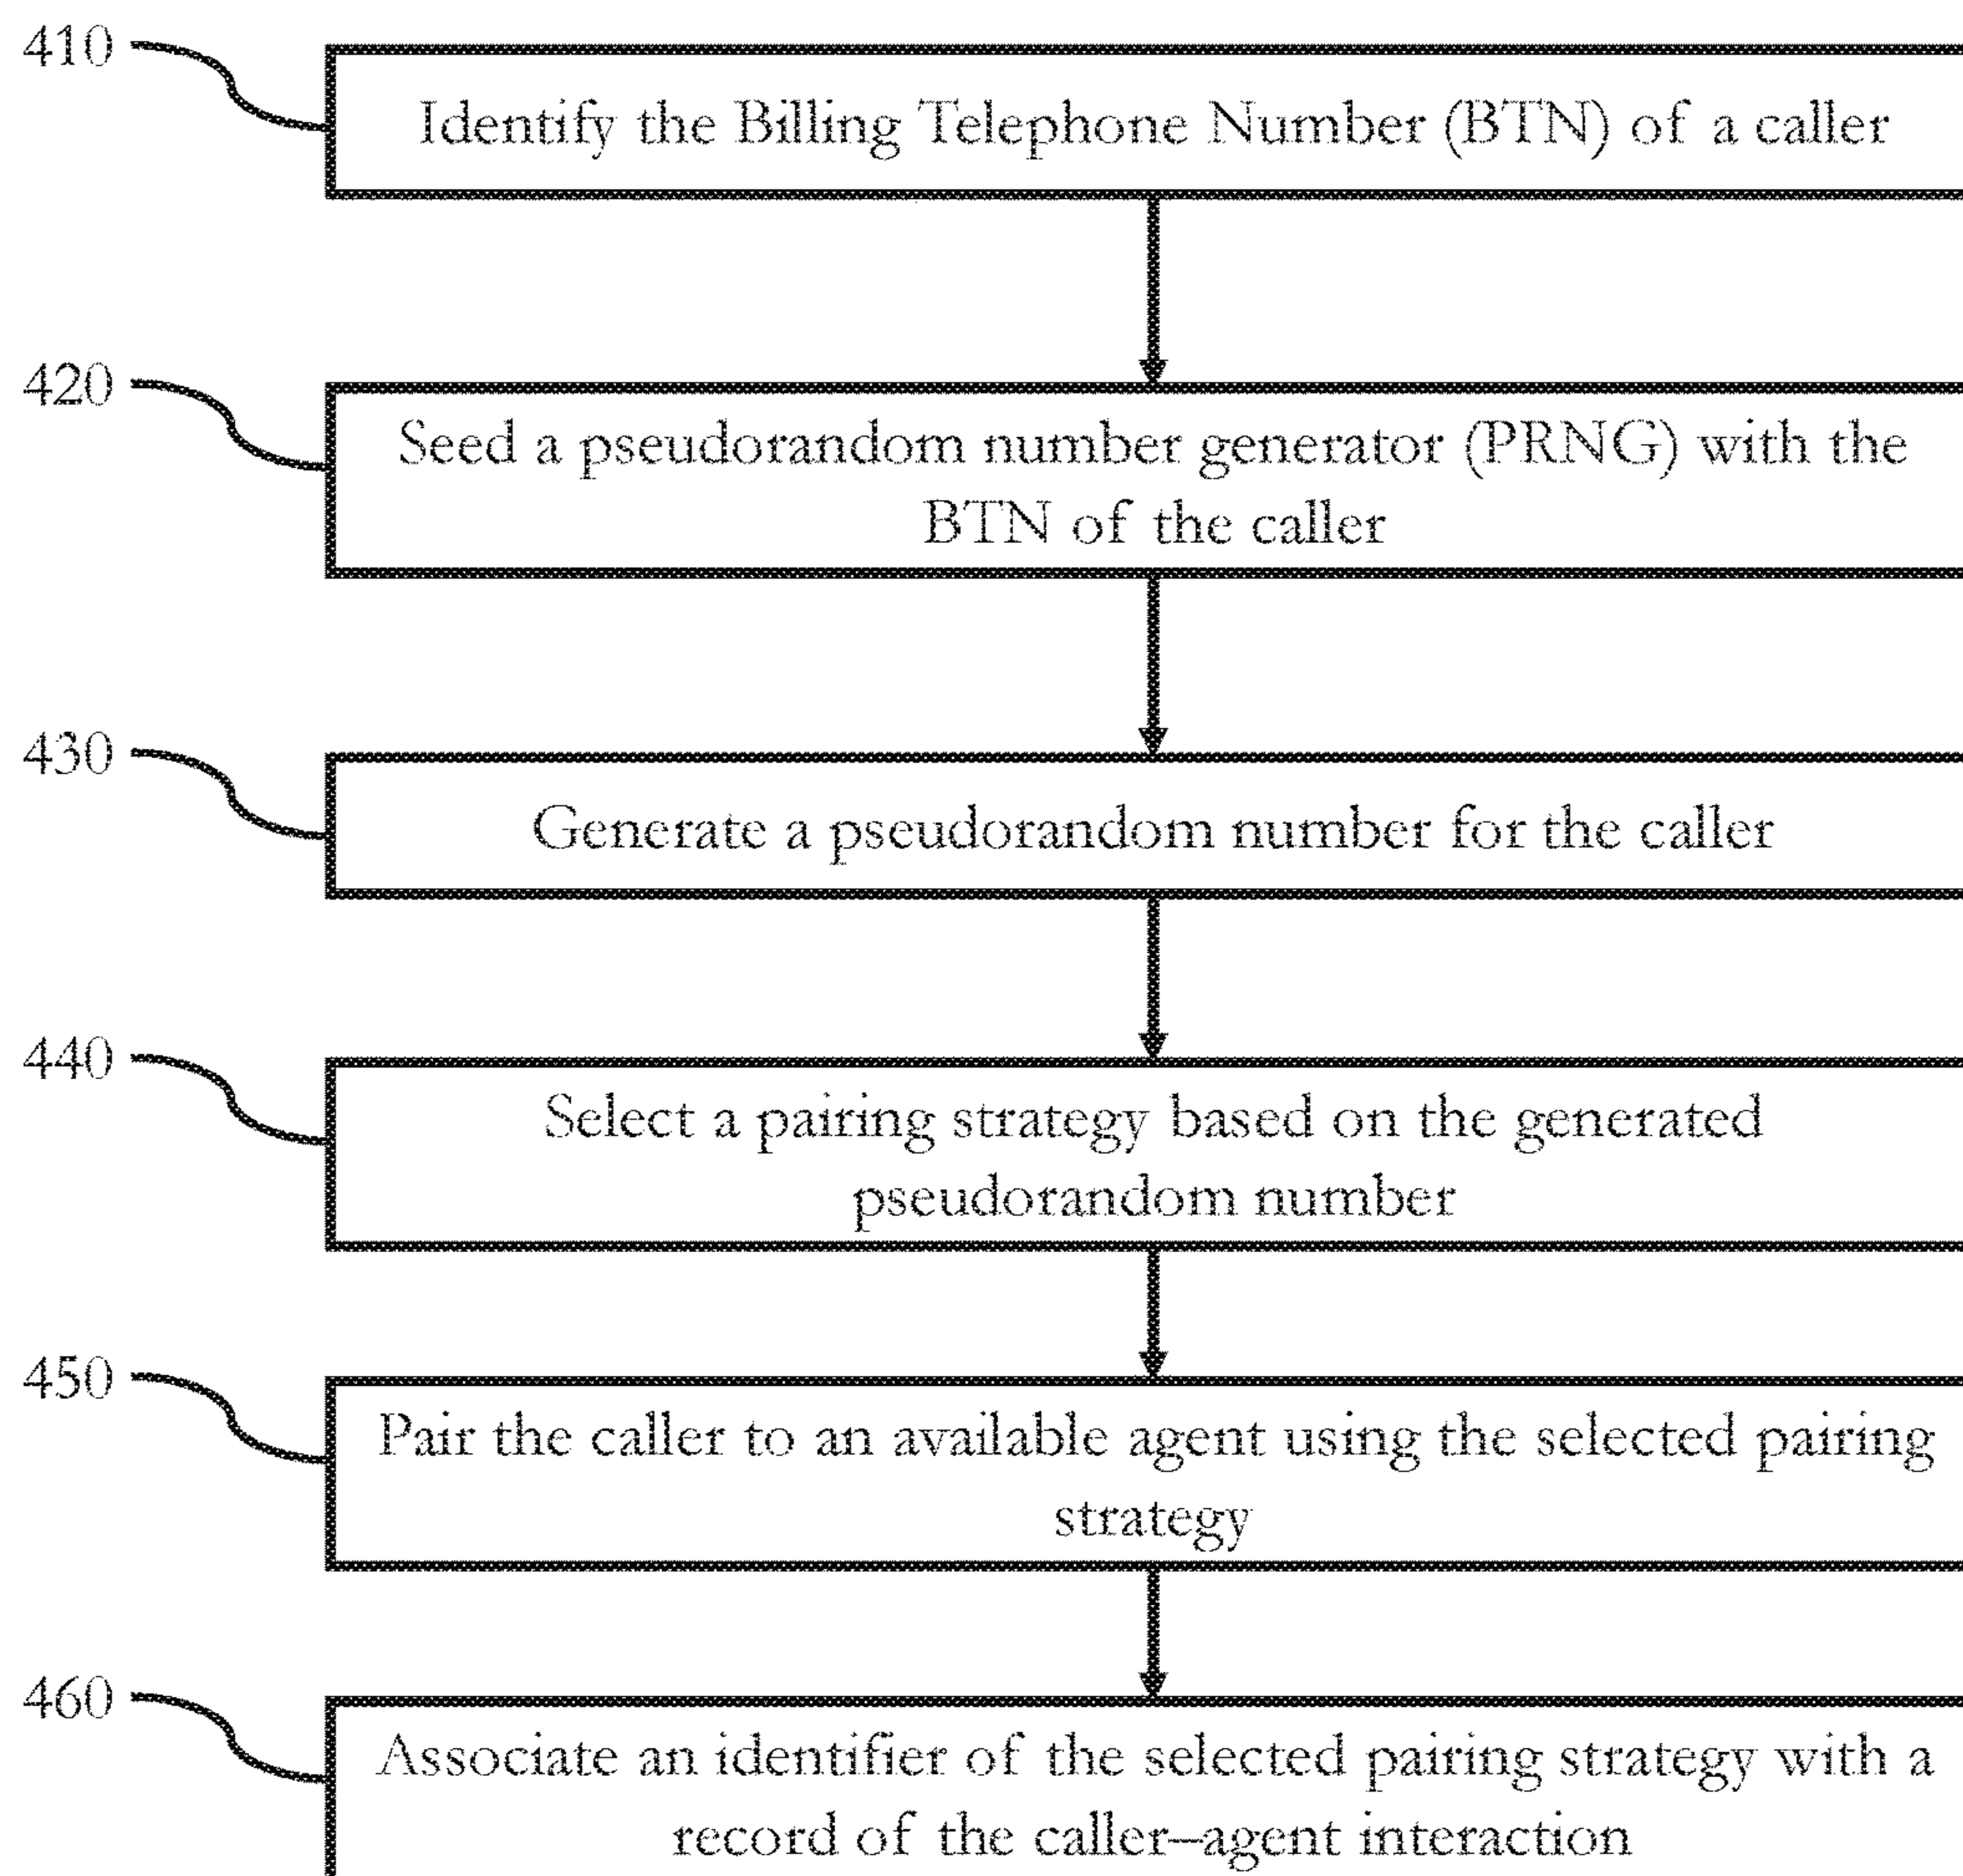 410
Identify the Billing Telephone Number (BTN) of a caller
420
Seed a pseudorandom number generator (PRNG) with the
BTN of the caller
430
Generate a pseudorandom number for the caller
440
Select a pairing strategy based on the generated
pseudorandom number
450
Pair the caller to an available agent using the selected pairing
strategy
460
Associate an identifier of the selected pairing strategy with a
record of the caller–agent interaction